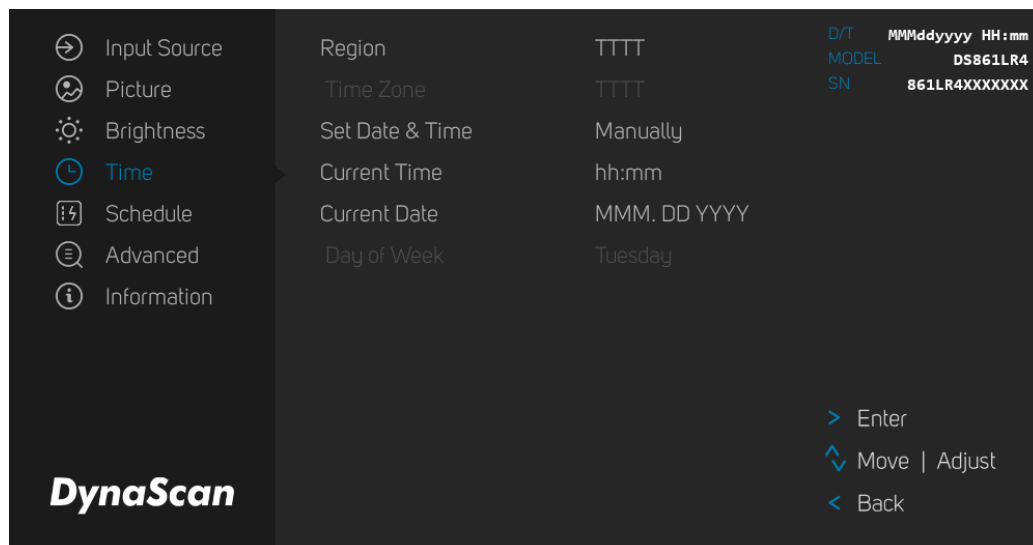 Input Source
Picture
Brightness
Time
Schedule
Advanced
Information
DynaScan
Region TTTT
Time Zone TTTT
Set Date & Time Manually
Current Time hh:mm
Current Date MMM. DD YYYY
Day of Week Tuesday
D/T MMMddyyyy HH:mm
MODEL DS861LR4
SN 861LR4XXXXXXX
> Enter
Move | Adjust
< Back